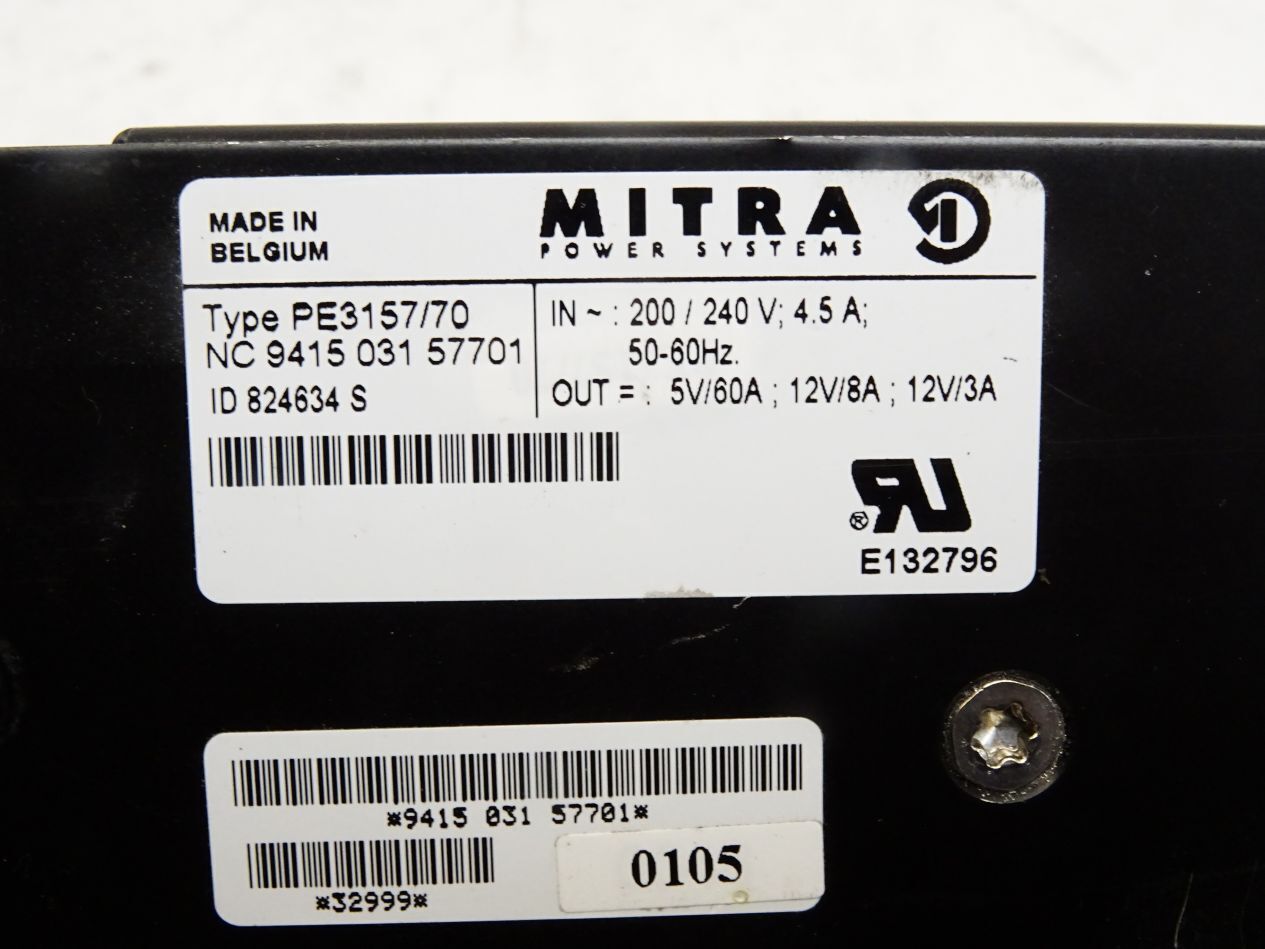 MADE IN
BELGIUM
MITRA
POWER SYSTEMS
Type PE3157/70
NC 9415 031 57701
ID 824634 S
IN ~ : 200 / 240 V; 4.5 A;
50-60Hz.
OUT = : 5V/60A ; 12V/8A ; 12V/3A
®
E132796
*9415 031 57701*
*32999*
0105